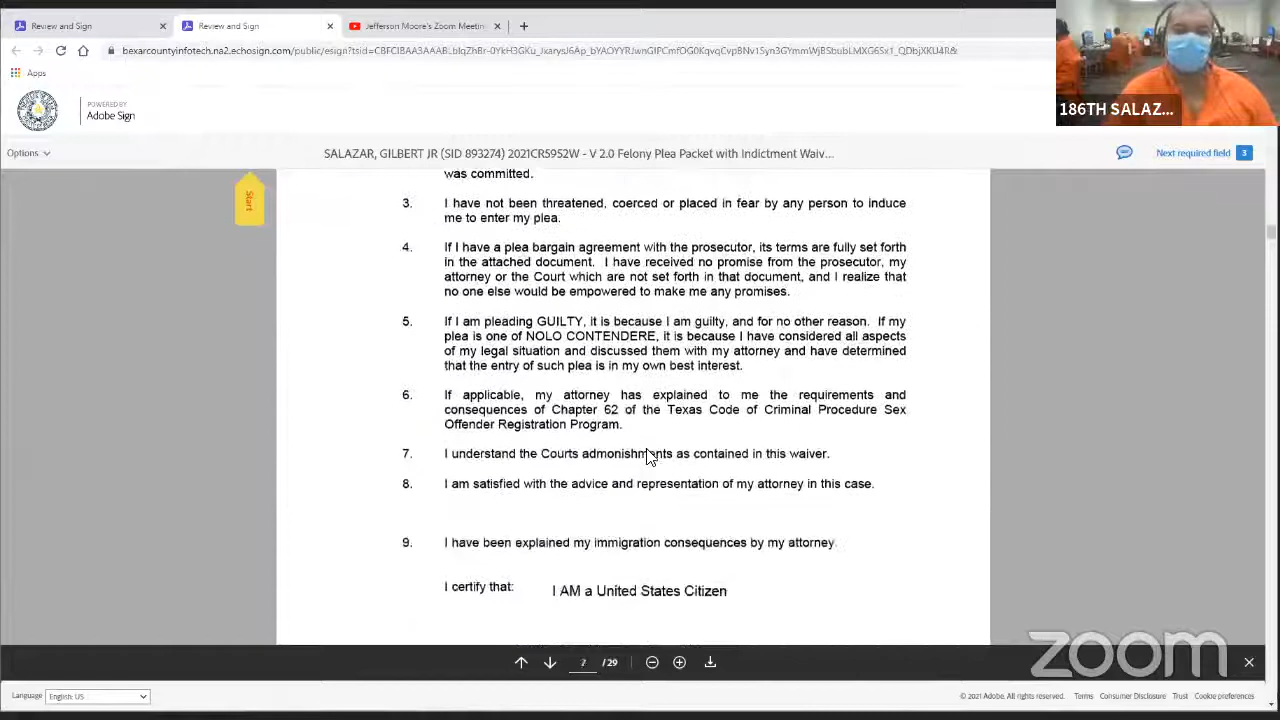 Review and Sign
Review and Sign
Jefferson Moore's Zoom Meetin
Apps
POWERED BY
Adobe Sign
186TH SALAZ...
Options
SALAZAR, GILBERT JR (SID 893274) 2021CR5952W - V 2.0 Felony Plea Packet with Indictment Waiv...
Next required field 3
Start
was committed.
3. I have not been threatened, coerced or placed in fear by any person to induce
me to enter my plea.
4. If I have a plea bargain agreement with the prosecutor, its terms are fully set forth
in the attached document. I have received no promise from the prosecutor, my
attorney or the Court which are not set forth in that document, and I realize that
no one else would be empowered to make me any promises.
5. If I am pleading GUILTY, it is because I am guilty, and for no other reason. If my
plea is one of NOLO CONTENDERE, it is because I have considered all aspects
of my legal situation and discussed them with my attorney and have determined
that the entry of such plea is in my own best interest.
6. If applicable, my attorney has explained to me the requirements and
consequences of Chapter 62 of the Texas Code of Criminal Procedure Sex
Offender Registration Program.
7. I understand the Courts admonishments as contained in this waiver.
8. I am satisfied with the advice and representation of my attorney in this case.
9. I have been explained my immigration consequences by my attorney.
I certify that: I AM a United States Citizen
zoom
7 / 29
Language English: US
© 2021 Adobe. All rights reserved. Terms Consumer Disclosure Trust Cookie preferences